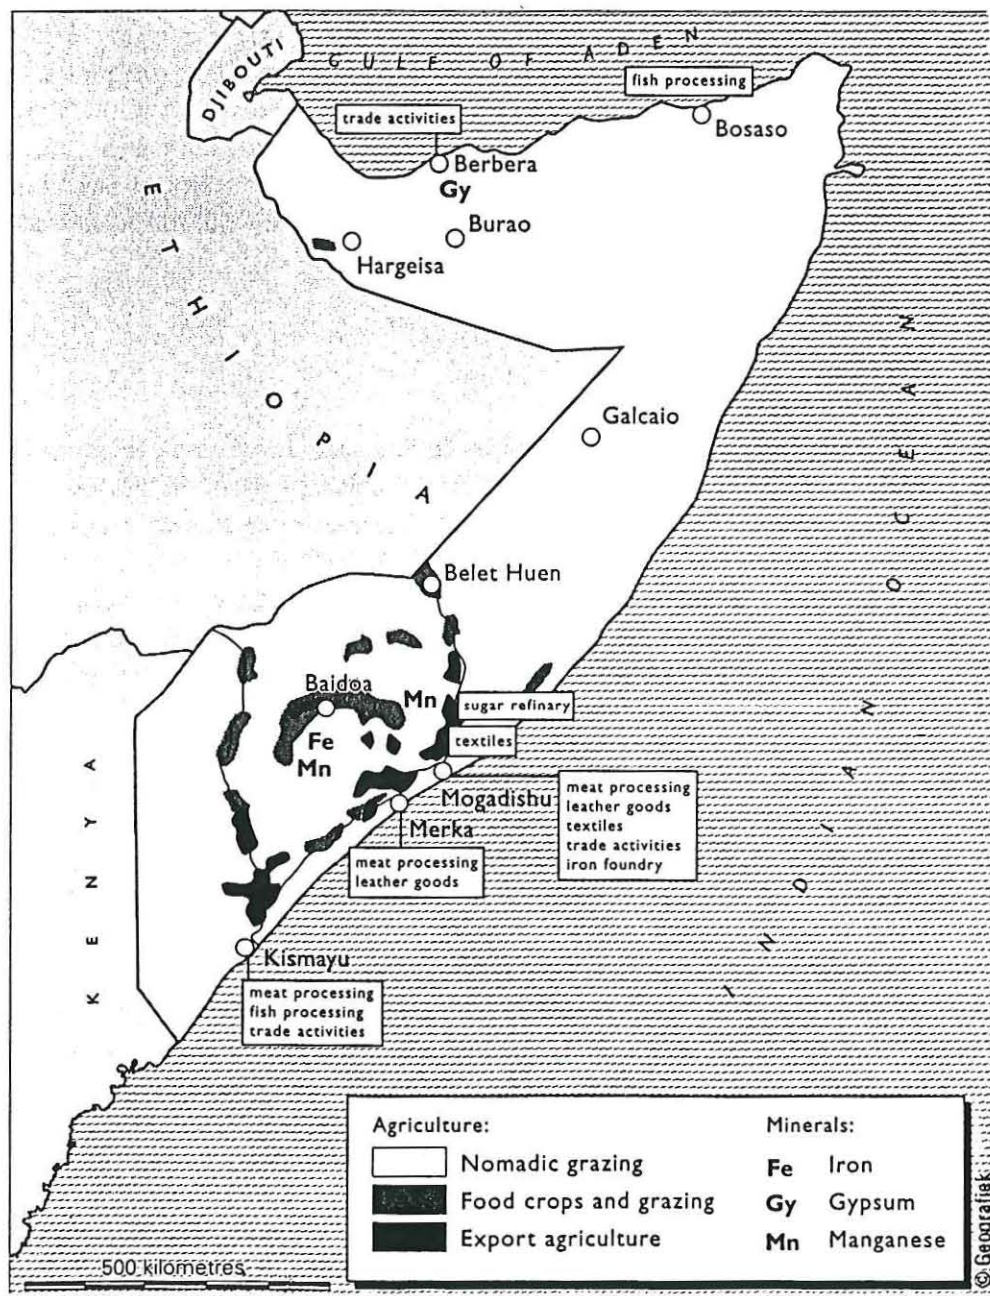 DJIBOUTI
GULF OF ADEN
fish processing
Bosaso
trade activities
Berbera
Gy
Burao
Hargeisa
ETHIOPIA
Galcaio
INDIAN OCEAN
Belet Huen
Baidoa
Mn
sugar refinary
Fe
Mn
textiles
Mogadishu
meat processing
leather goods
textiles
trade activities
iron foundry
Merka
meat processing
leather goods
KENYA
Kismayu
meat processing
fish processing
trade activities
Agriculture:
Nomadic grazing
Food crops and grazing
Export agriculture
Minerals:
Fe Iron
Gy Gypsum
Mn Manganese
500 kilometres
© Geografiek